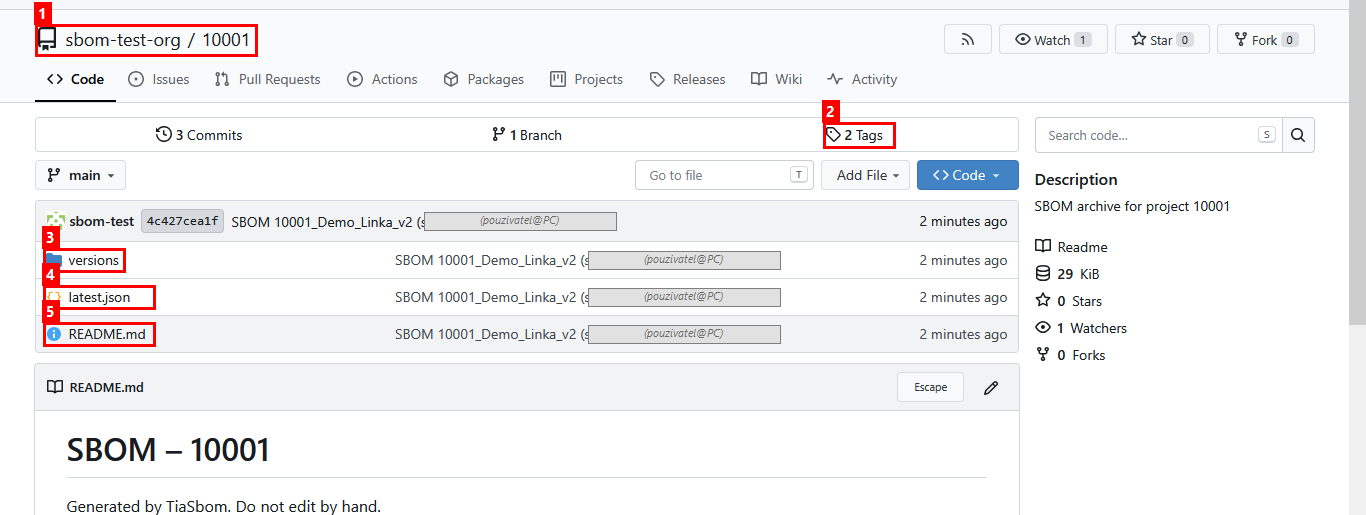 1
sbom-test-org / 10001
Watch 1
Star 0
Fork 0
Code
Issues
Pull Requests
Actions
Packages
Projects
Releases
Wiki
Activity
3 Commits
1 Branch
2
2 Tags
Search code...
S
main
Go to file
T
Add File
Code
Description
SBOM archive for project 10001
sbom-test 4c427cea1f SBOM 10001_Demo_Linka_v2 (s (pouzivatel@PC) 2 minutes ago
3
versions SBOM 10001_Demo_Linka_v2 (s (pouzivatel@PC) 2 minutes ago
4
latest.json SBOM 10001_Demo_Linka_v2 (s (pouzivatel@PC) 2 minutes ago
5
README.md SBOM 10001_Demo_Linka_v2 (s (pouzivatel@PC) 2 minutes ago
Readme
29 KiB
0 Stars
1 Watchers
0 Forks
README.md
Escape
SBOM – 10001
Generated by TiaSbom. Do not edit by hand.